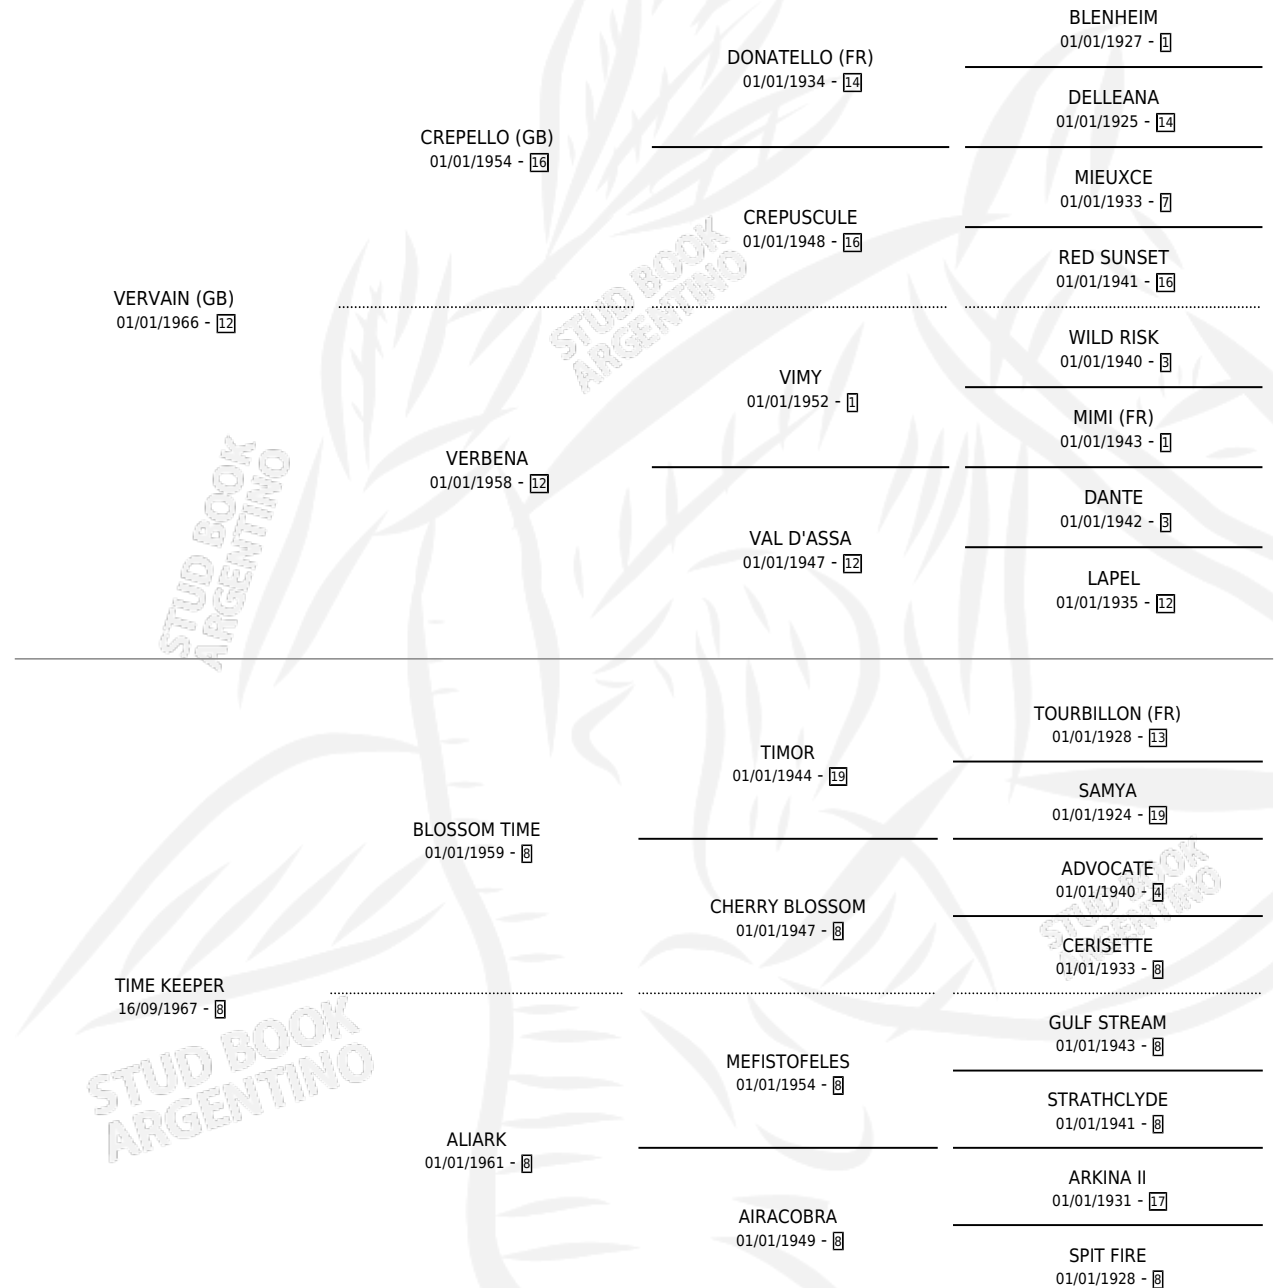 BLENHEIM
01/01/1927 - 1
DONATELLO (FR)
01/01/1934 - 14
DELLEANA
01/01/1925 - 14
CREPELLO (GB)
01/01/1954 - 16
MIEUXCE
01/01/1933 - 7
CREPUSCULE
01/01/1948 - 16
RED SUNSET
01/01/1941 - 16
VERVAIN (GB)
01/01/1966 - 12
WILD RISK
01/01/1940 - 3
VIMY
01/01/1952 - 1
MIMI (FR)
01/01/1943 - 1
VERBENA
01/01/1958 - 12
DANTE
01/01/1942 - 3
VAL D'ASSA
01/01/1947 - 12
LAPEL
01/01/1935 - 12
TOURBILLON (FR)
01/01/1928 - 13
TIMOR
01/01/1944 - 19
SAMYA
01/01/1924 - 19
BLOSSOM TIME
01/01/1959 - 8
ADVOCATE
01/01/1940 - 4
CHERRY BLOSSOM
01/01/1947 - 8
CERISETTE
01/01/1933 - 8
TIME KEEPER
16/09/1967 - 8
GULF STREAM
01/01/1943 - 8
MEFISTOFELES
01/01/1954 - 8
STRATHCLYDE
01/01/1941 - 8
ALIARK
01/01/1961 - 8
ARKINA II
01/01/1931 - 17
AIRACOBRA
01/01/1949 - 8
SPIT FIRE
01/01/1928 - 8
STUD BOOK
ARGENTINO
STUD BOOK
ARGENTINO
STUD BOOK
ARGENTINO
STUD BOOK
ARGENTINO